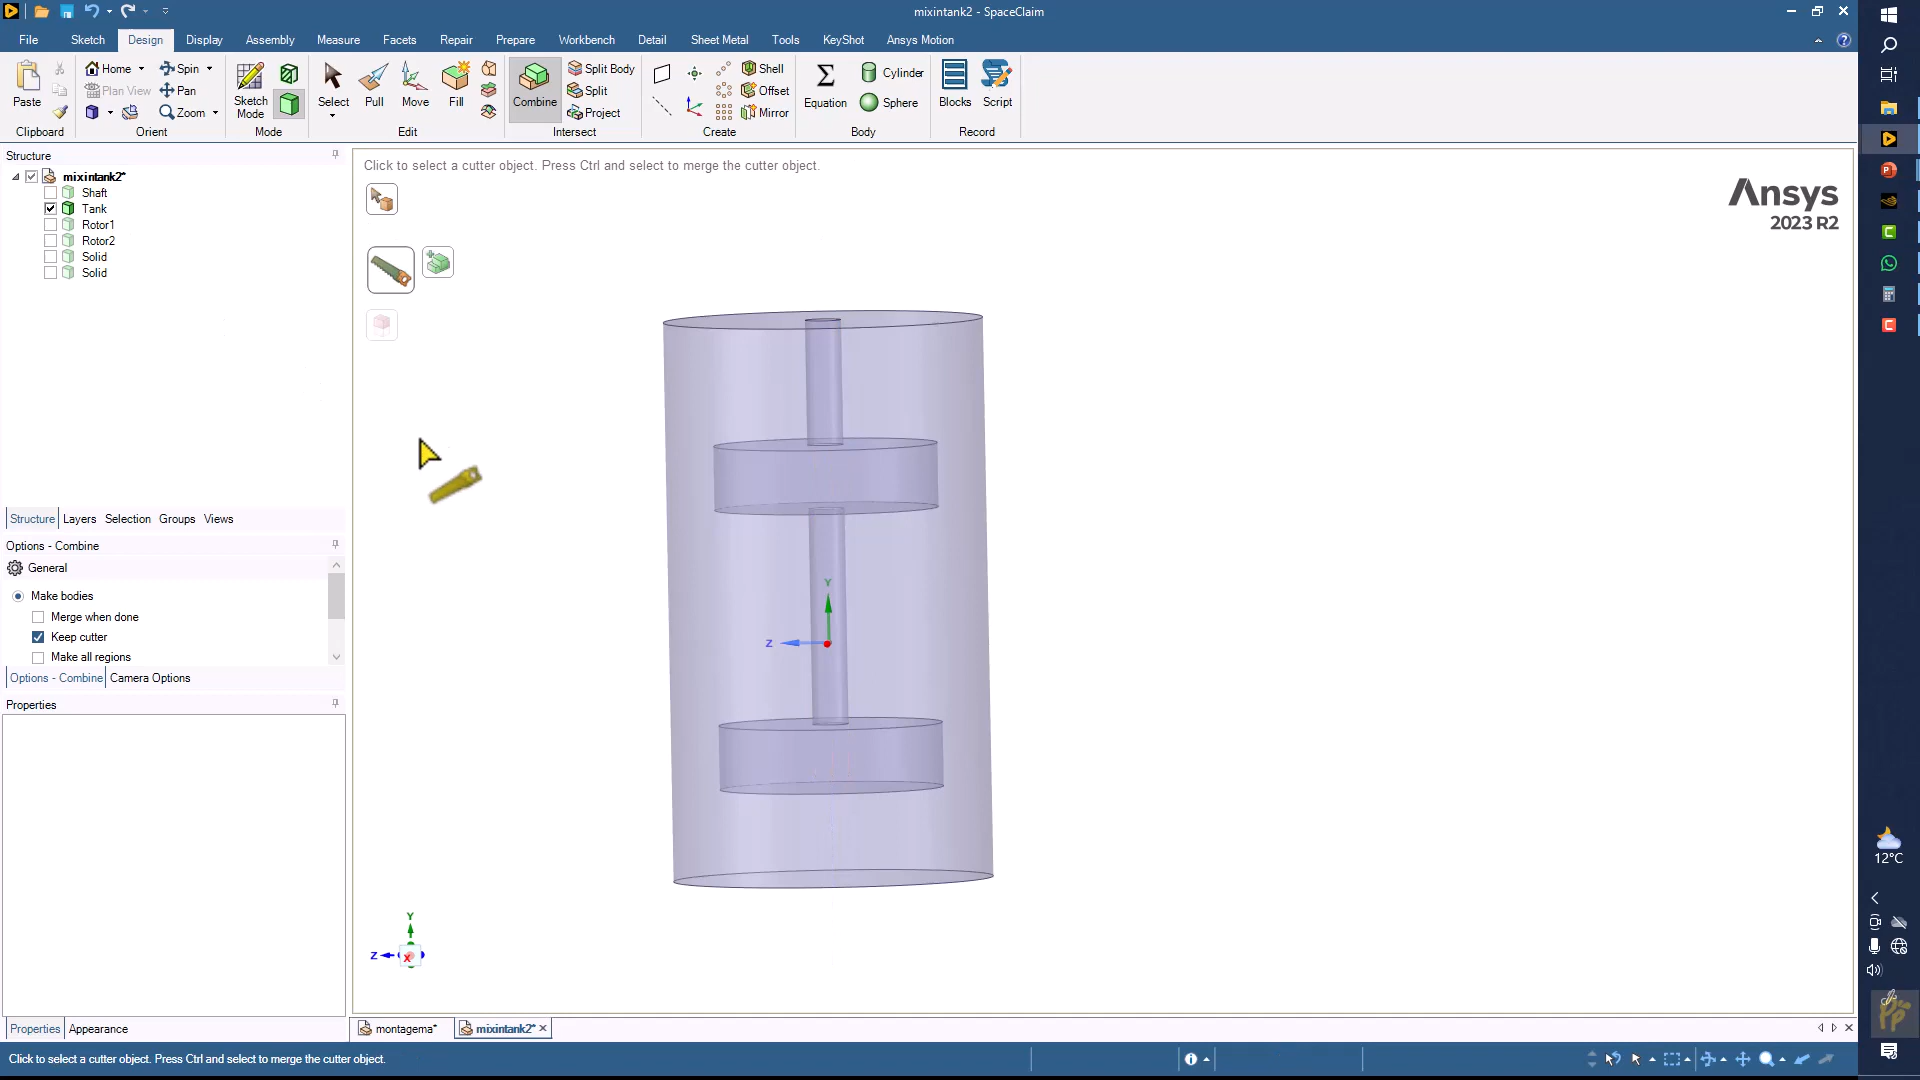 mixintank2 - SpaceClaim
File Sketch Design Display Assembly Measure Facets Repair Prepare Workbench Detail Sheet Metal Tools KeyShot Ansys Motion
Paste
Clipboard
Home Spin
Plan View Pan
Zoom
Orient
Sketch Mode
Mode
Select Pull Move Fill
Edit
Combine
Split Body
Split
Project
Intersect
Shell
Offset
Mirror
Create
Equation
Cylinder
Sphere
Body
Blocks Script
Record
Structure
mixintank2*
Shaft
Tank
Rotor1
Rotor2
Solid
Solid
Click to select a cutter object. Press Ctrl and select to merge the cutter object.
Ansys
2023 R2
Y
Z
Structure Layers Selection Groups Views
Options - Combine
General
Make bodies
Merge when done
Keep cutter
Make all regions
Options - Combine Camera Options
Properties
Y
Z
X
Properties Appearance
montagema* mixintank2*
Click to select a cutter object. Press Ctrl and select to merge the cutter object.
12°C